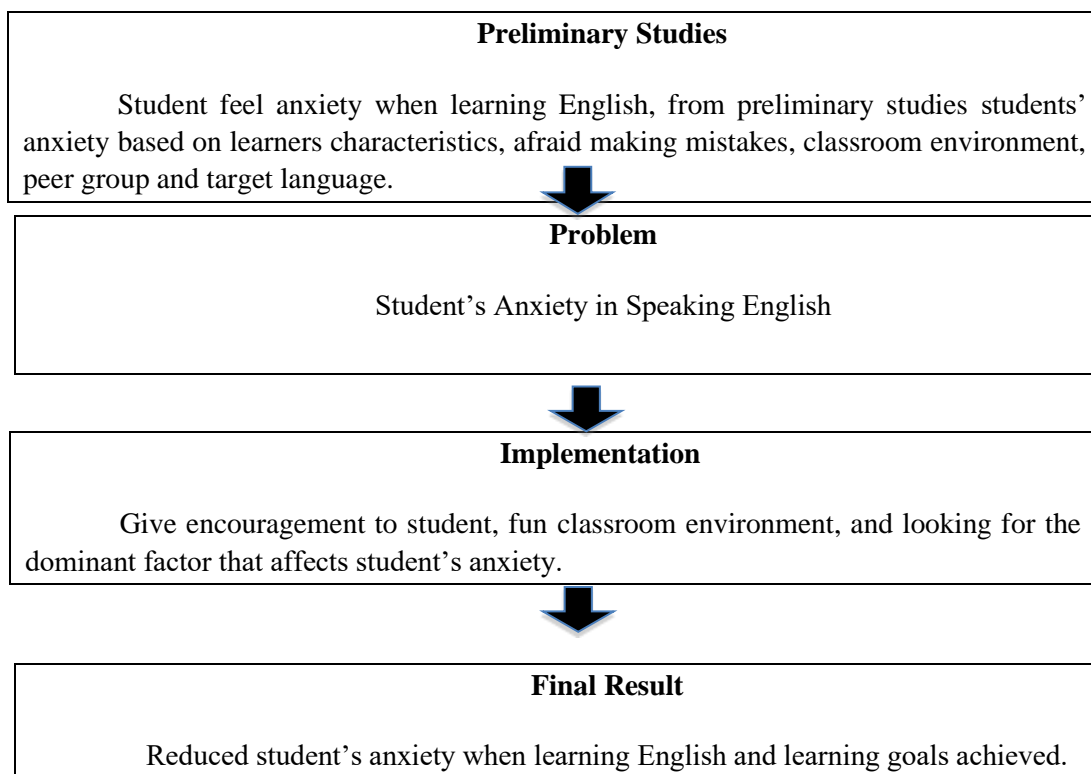 Preliminary Studies
Student feel anxiety when learning English, from preliminary studies students’
anxiety based on learners characteristics, afraid making mistakes, classroom environment,
peer group and target language.
Problem
Student’s Anxiety in Speaking English
Implementation
Give encouragement to student, fun classroom environment, and looking for the
dominant factor that affects student’s anxiety.
Final Result
Reduced student’s anxiety when learning English and learning goals achieved.